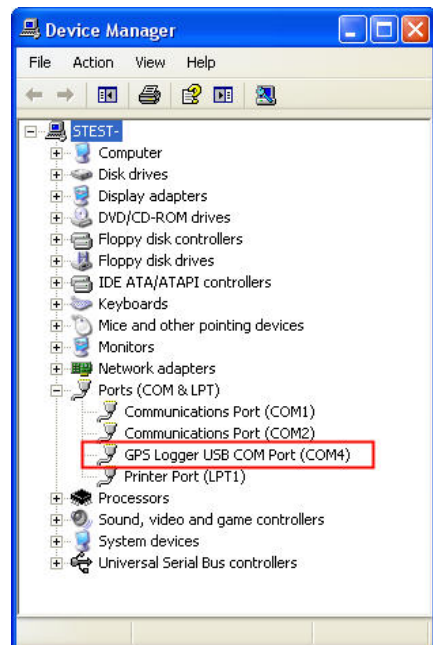 Device Manager
File Action View Help
STEST-
Computer
Disk drives
Display adapters
DVD/CD-ROM drives
Floppy disk controllers
Floppy disk drives
IDE ATA/ATAPI controllers
Keyboards
Mice and other pointing devices
Monitors
Network adapters
Ports (COM & LPT)
Communications Port (COM1)
Communications Port (COM2)
GPS Logger USB COM Port (COM4)
Printer Port (LPT1)
Processors
Sound, video and game controllers
System devices
Universal Serial Bus controllers